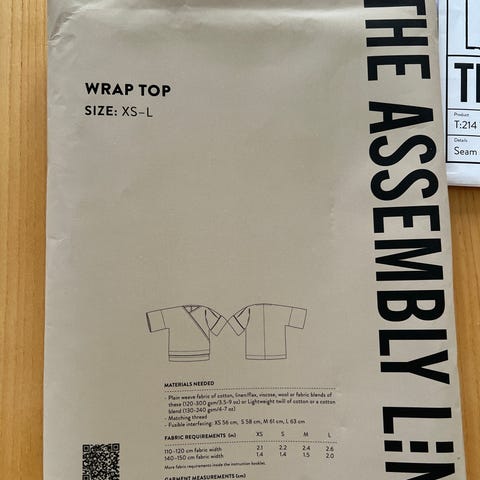 WRAP TOP
SIZE: XS–L
THE ASSEMBLY LIN
MATERIALS NEEDED
- Plain weave fabric of cotton, linen/flax, viscose, wool or fabric blends of
these (120-300 gsm/3.5-9 oz) or Lightweight twill of cotton or a cotton
blend (130-240 gsm/4-7 oz)
- Matching thread
- Fusible interfacing: XS 56 cm, S 58 cm, M 61 cm, L 63 cm
FABRIC REQUIREMENTS (m) XS S M L
110-120 cm fabric width 2.1 2.2 2.4 2.6
140-150 cm fabric width 1.4 1.4 1.5 2.0
More fabric requirements inside the instruction booklet.
GARMENT MEASUREMENTS (cm)
Product
T:214
Details
Seam